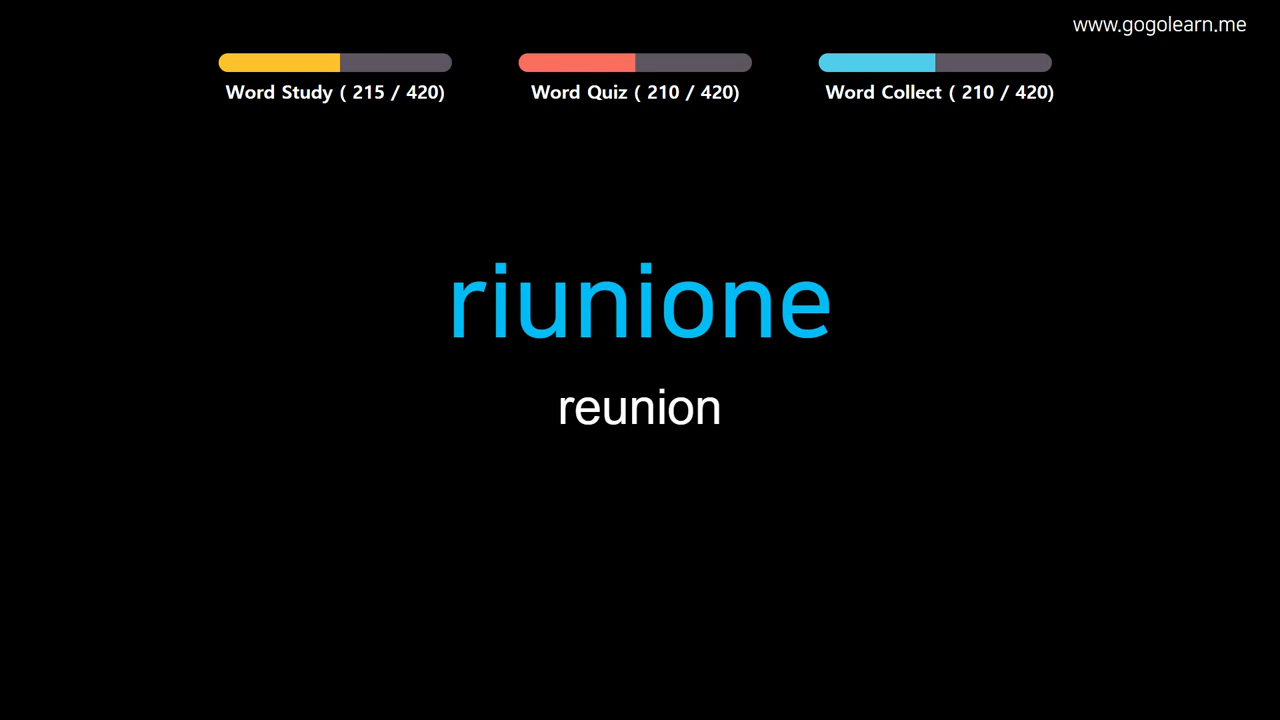 www.gogolearn.me
Word Study ( 215 / 420)
Word Quiz ( 210 / 420)
Word Collect ( 210 / 420)
riunione
reunion